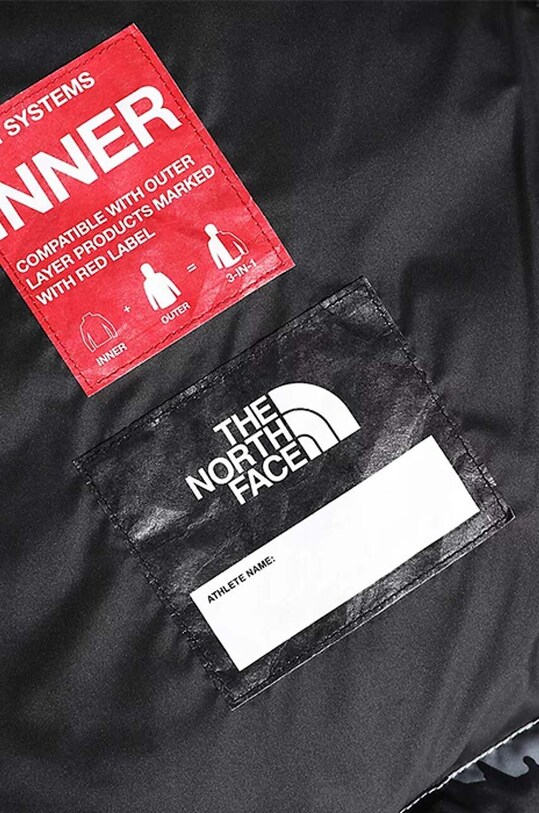 SYSTEMS
INNER
COMPATIBLE WITH OUTER
LAYER PRODUCTS MARKED
WITH RED LABEL
+
=
INNER
OUTER
3-IN-1
THE
NORTH
FACE
ATHLETE NAME: